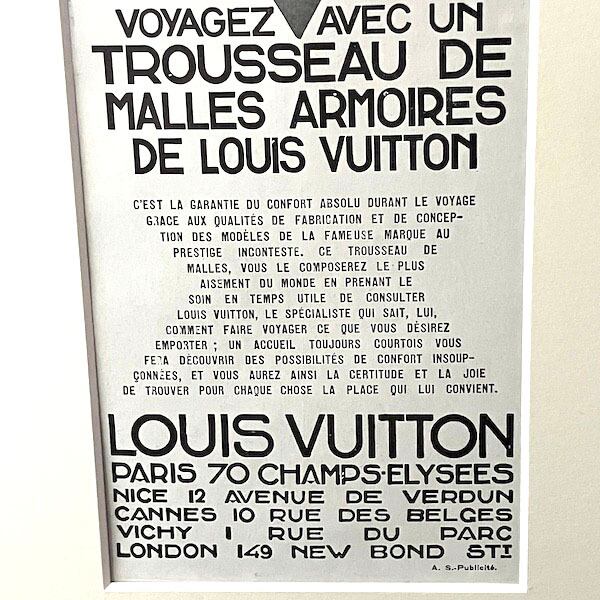 VOYAGEZ AVEC UN
TROUSSEAU DE
MALLES ARMOIRES
DE LOUIS VUITTON
C'EST LA GARANTIE DU CONFORT ABSOLU DURANT LE VOYAGE
GRACE AUX QUALITÉS DE FABRICATION ET DE CONCEP-
TION DES MODÈLES DE LA FAMEUSE MARQUE AU
PRESTIGE INCONTESTE. CE TROUSSEAU DE
MALLES, VOUS LE COMPOSEREZ LE PLUS
AISEMENT DU MONDE EN PRENANT LE
SOIN EN TEMPS UTILE DE CONSULTER
LOUIS VUITTON, LE SPÉCIALISTE QUI SAIT, LUI,
COMMENT FAIRE VOYAGER CE QUE VOUS DÉSIREZ
EMPORTER ; UN ACCUEIL TOUJOURS COURTOIS VOUS
FERA DÉCOUVRIR DES POSSIBILITÉS DE CONFORT INSOUP-
ÇONNÉES, ET VOUS AUREZ AINSI LA CERTITUDE ET LA JOIE
DE TROUVER POUR CHAQUE CHOSE LA PLACE QUI LUI CONVIENT.
LOUIS VUITTON
PARIS 70 CHAMPS-ELYSEES
NICE 12 AVENUE DE VERDUN
CANNES 10 RUE DES BELGES
VICHY 1 RUE DU PARC
LONDON 149 NEW BOND STT
A. S.-Publicité.